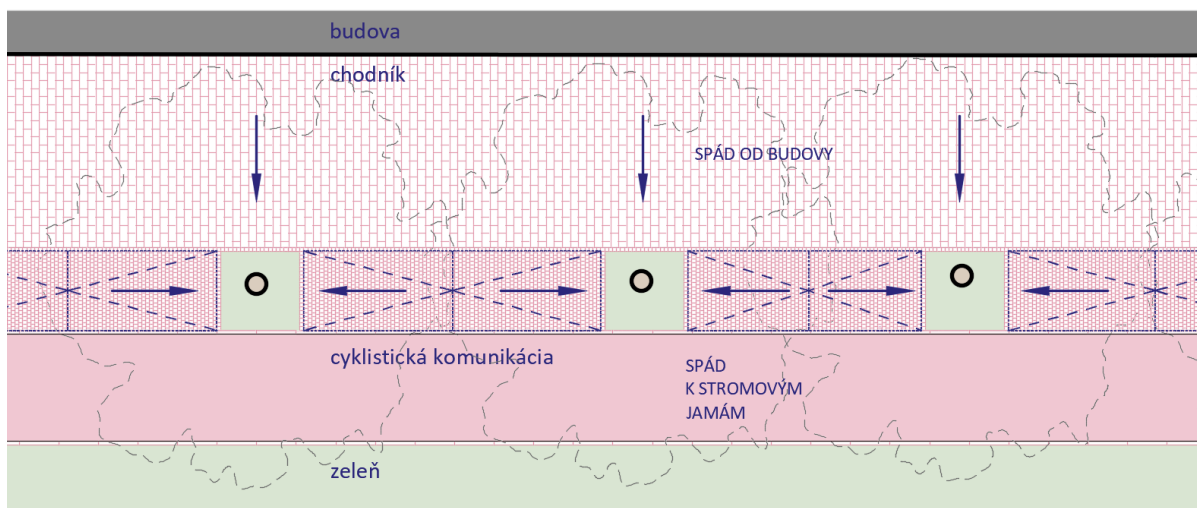 budova
chodník
SPÁD OD BUDOVY
cyklistická komunikácia
SPÁD
K STROMOVÝM
JAMÁM
zeleň